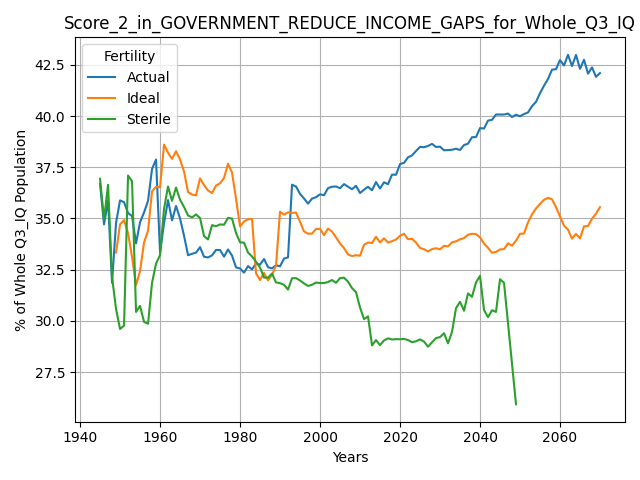 Score_2_in_GOVERNMENT_REDUCE_INCOME_GAPS_for_Whole_Q3_IQ
Fertility
Actual
Ideal
Sterile
% of Whole Q3_IQ Population
42.5
40.0
37.5
35.0
32.5
30.0
27.5
1940 1960 1980 2000 2020 2040 2060
Years